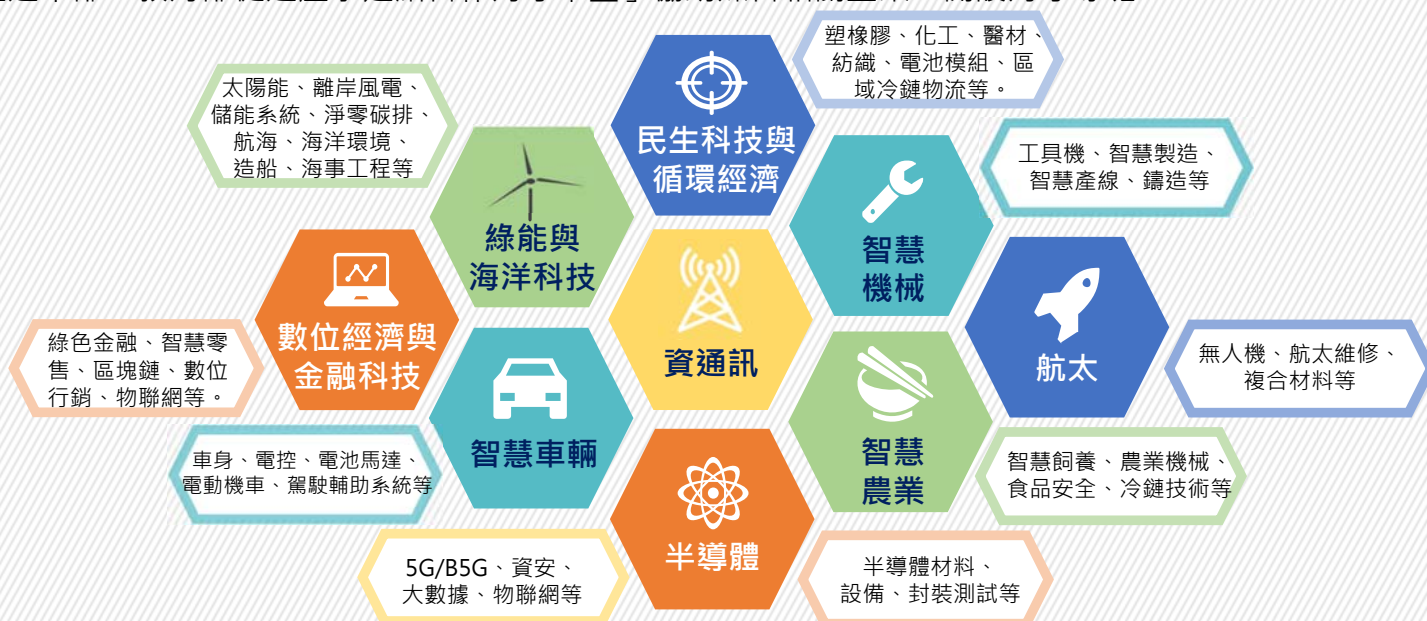 塑橡膠、化工、醫材、
紡織、電池模組、區
域冷鏈物流等。
太陽能、離岸風電、
儲能系統、淨零碳排、
航海、海洋環境、
造船、海事工程等
民生科技與
循環經濟
工具機、智慧製造、
智慧產線、鑄造等
綠能與
海洋科技
智慧
機械
數位經濟與
金融科技
資通訊
航太
綠色金融、智慧零
售、區塊鏈、數位
行銷、物聯網等。
無人機、航太維修、
複合材料等
智慧車輛
智慧
農業
車身、電控、電池馬達、
電動機車、駕駛輔助系統等
智慧飼養、農業機械、
食品安全、冷鏈技術等
半導體
5G/B5G、資安、
大數據、物聯網等
半導體材料、
設備、封裝測試等